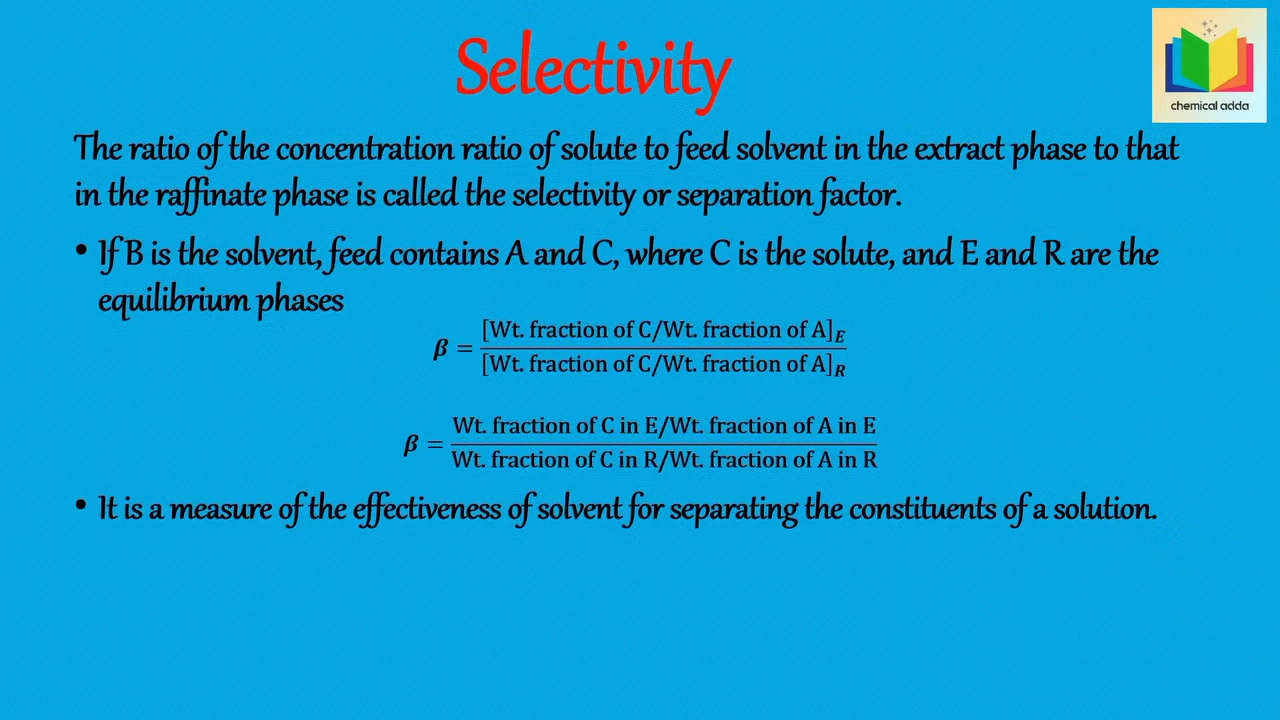 Selectivity
chemical adda
The ratio of the concentration ratio of solute to feed solvent in the extract phase to that
in the raffinate phase is called the selectivity or separation factor.
• If B is the solvent, feed contains A and C, where C is the solute, and E and R are the
equilibrium phases
β = [Wt. fraction of C/Wt. fraction of A]E
[Wt. fraction of C/Wt. fraction of A]R
β = Wt. fraction of C in E/Wt. fraction of A in E
Wt. fraction of C in R/Wt. fraction of A in R
• It is a measure of the effectiveness of solvent for separating the constituents of a solution.